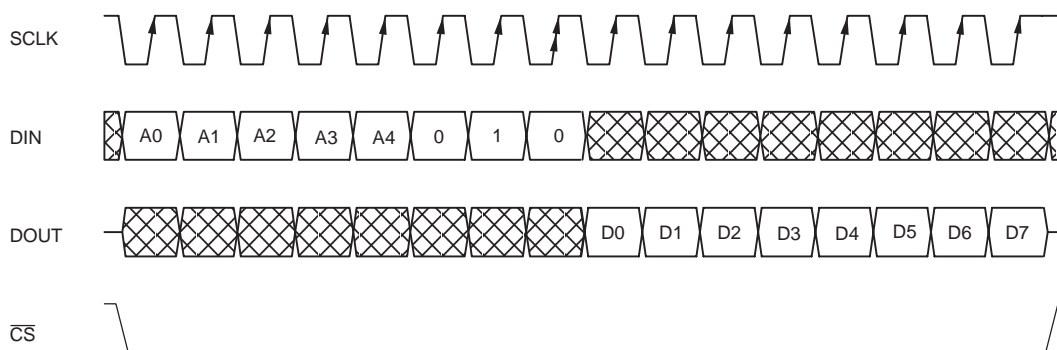 SCLK
DIN A0 A1 A2 A3 A4 0 1 0
DOUT D0 D1 D2 D3 D4 D5 D6 D7
CS